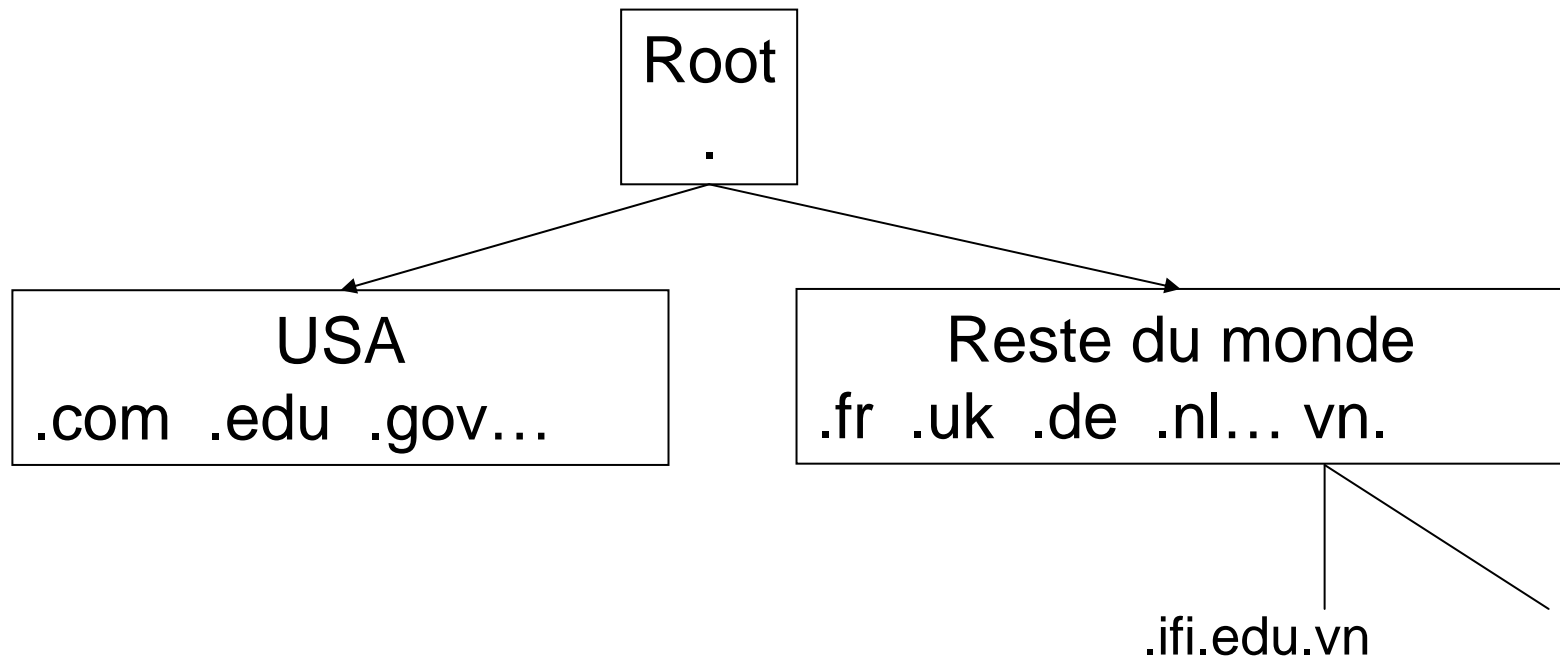 Root
.
USA
.com .edu .gov…
Reste du monde
.fr .uk .de .nl… vn.
.ifi.edu.vn